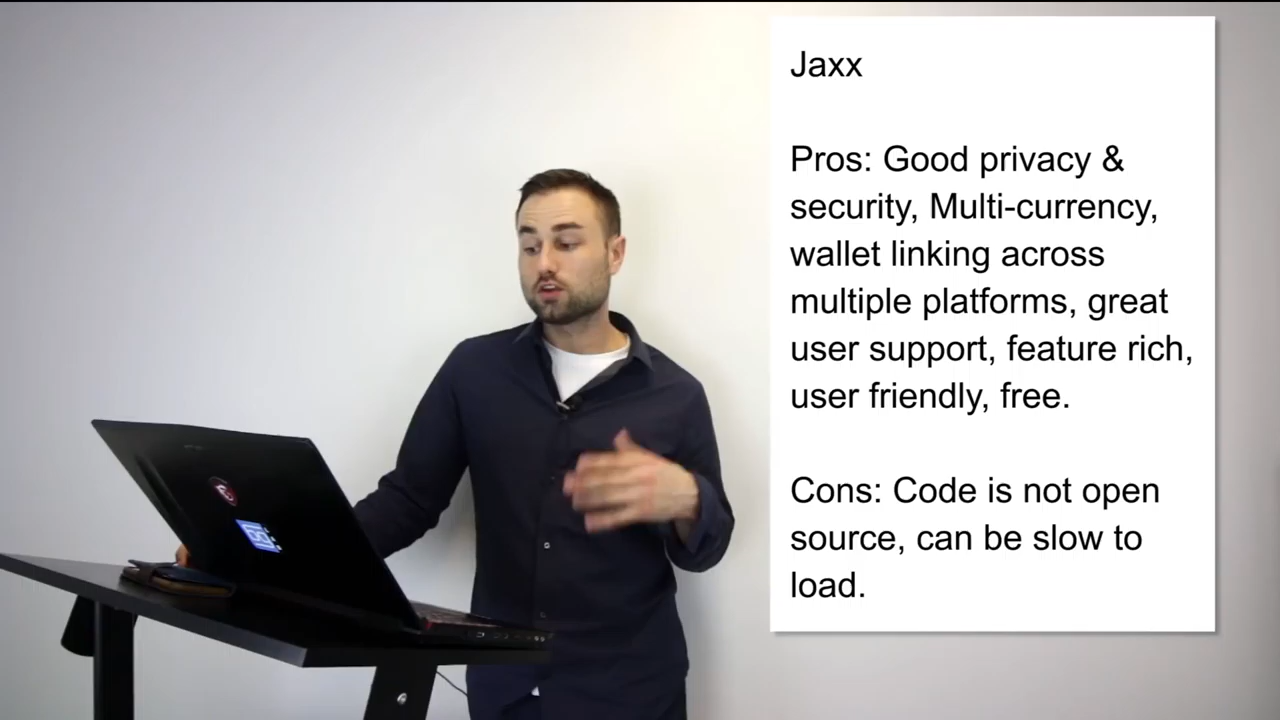 Jaxx
Pros: Good privacy &
security, Multi-currency,
wallet linking across
multiple platforms, great
user support, feature rich,
user friendly, free.
Cons: Code is not open
source, can be slow to
load.